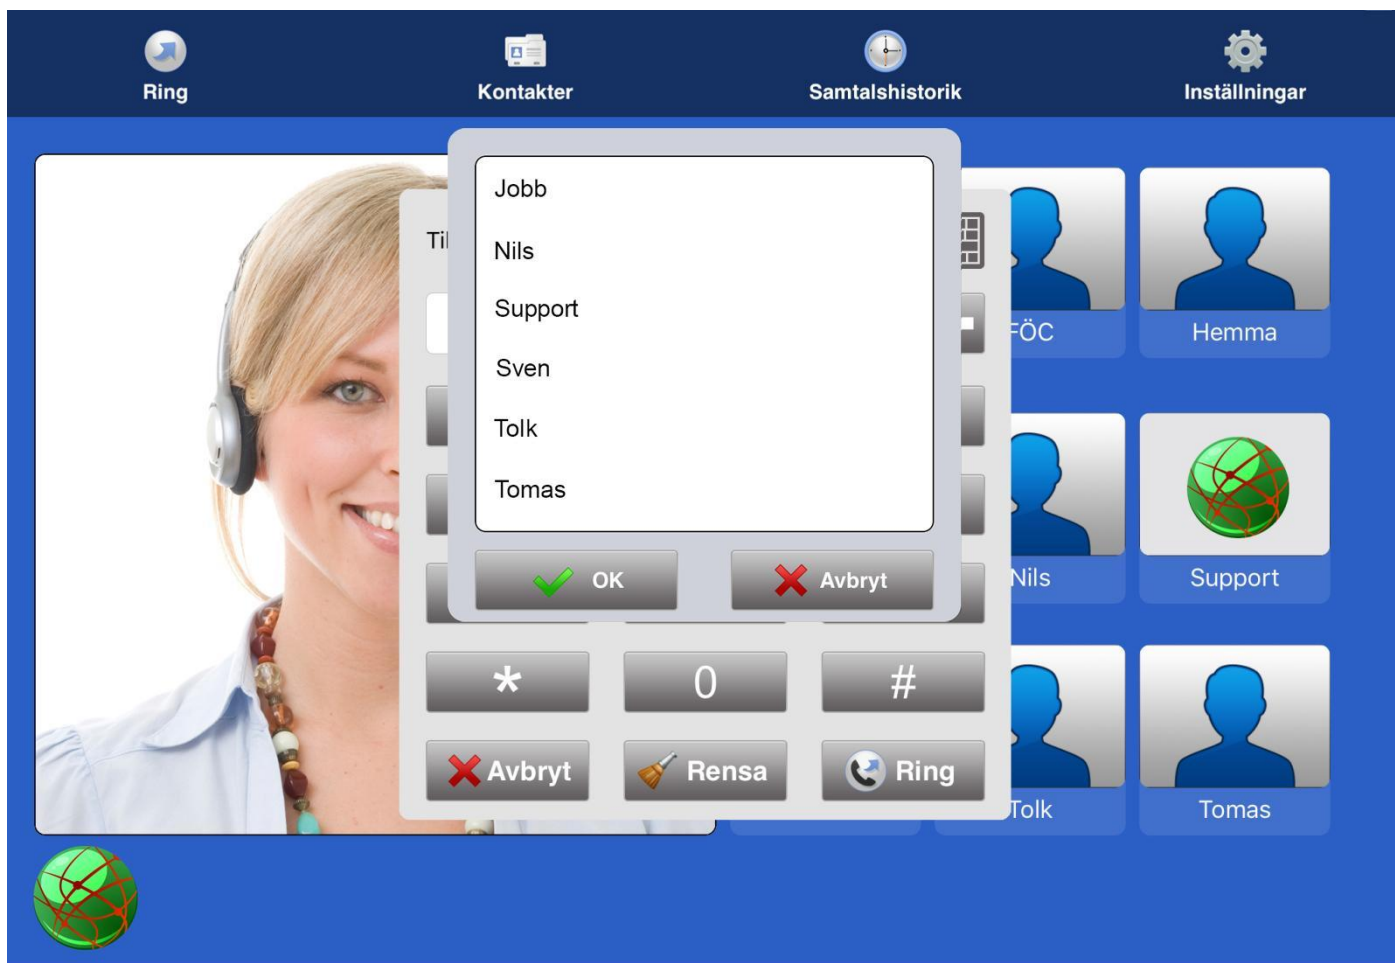 Ring
Kontakter
Samtalshistorik
Inställningar
Jobb
Nils
Support
Sven
Tolk
Tomas
OK
Avbryt
*
0
#
Avbryt
Rensa
Ring
Hemma
Nils
Support
Tolk
Tomas